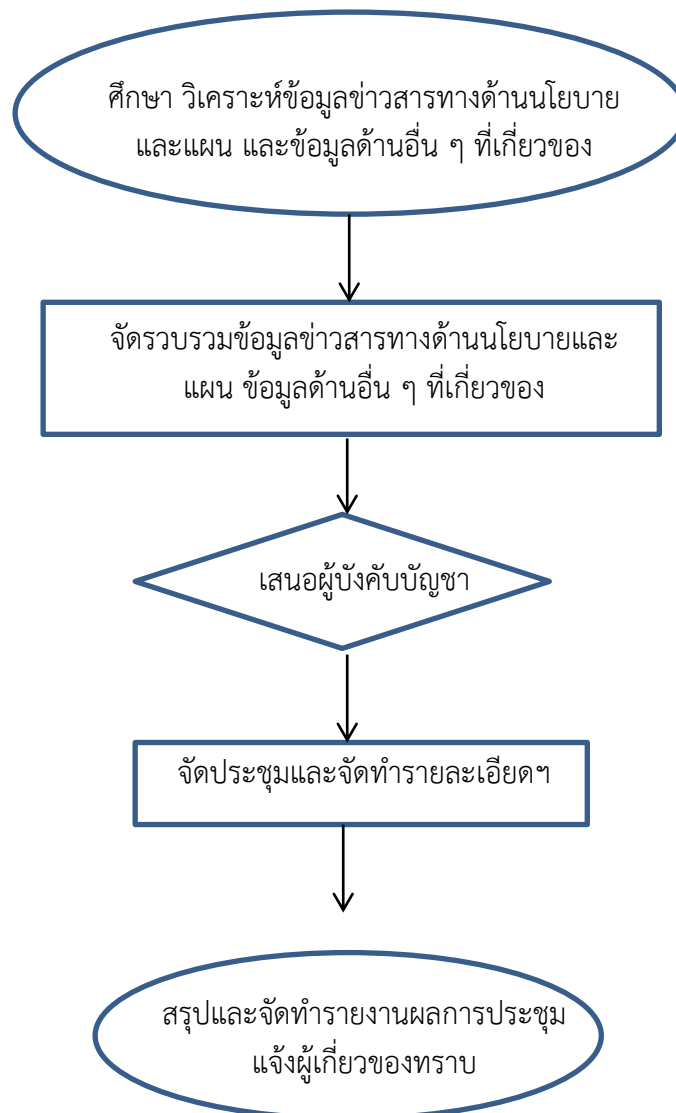 ศึกษา วิเคราะห์ข้อมูลข่าวสารทางด้านนโยบาย
และแผน และข้อมูลด้านอื่น ๆ ที่เกี่ยวของ
จัดรวบรวมข้อมูลข่าวสารทางด้านนโยบายและ
แผน ข้อมูลด้านอื่น ๆ ที่เกี่ยวของ
เสนอผู้บังคับบัญชา
จัดประชุมและจัดทำรายละเอียดฯ
สรุปและจัดทำรายงานผลการประชุม
แจ้งผู้เกี่ยวของทราบ